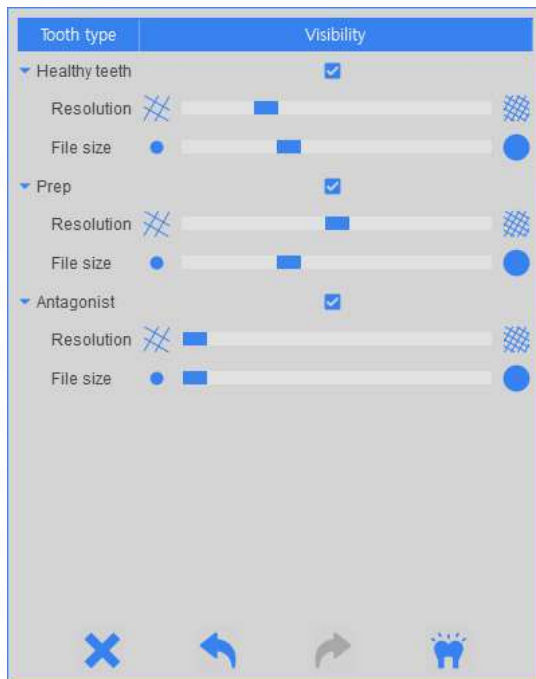 Tooth type Visibility
Healthy teeth
Resolution
File size
Prep
Resolution
File size
Antagonist
Resolution
File size